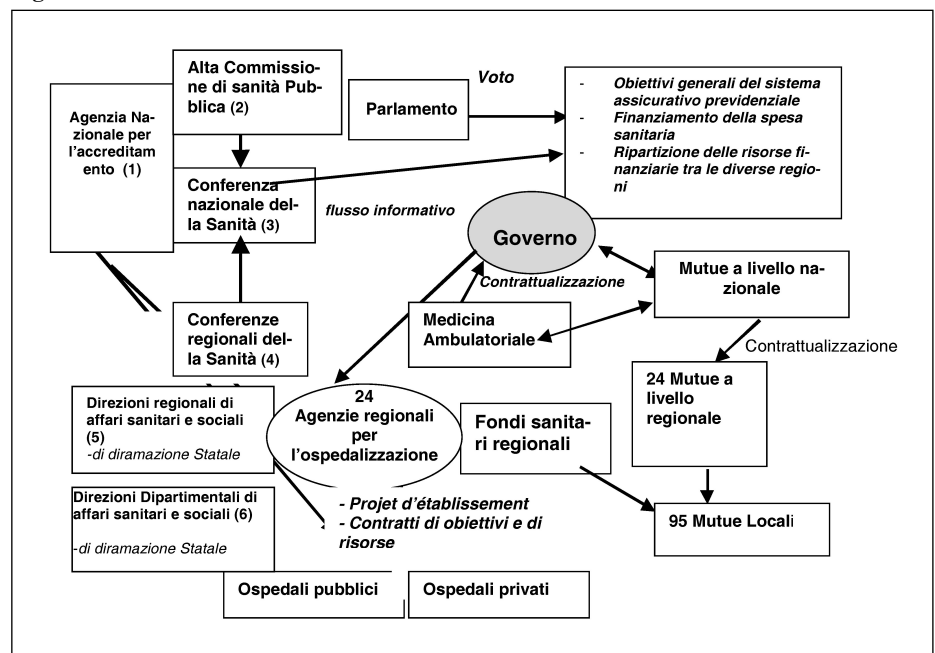 Alta Commissio-
ne di sanità Pub-
blica (2)
Agenzia Na-
zionale per
l'accreditam
ento (1)
Parlamento
Voto
- Obiettivi generali del sistema
assicurativo previdenziale
- Finanziamento della spesa
sanitaria
- Ripartizione delle risorse fi-
nanziarie tra le diverse regio-
ni
Conferenza
nazionale del-
la Sanità (3)
flusso informativo
Governo
Contrattualizzazione
Mutue a livello na-
zionale
Conferenze
regionali del-
la Sanità (4)
Medicina
Ambulatoriale
Contrattualizzazione
24 Mutue a
livello
regionale
Direzioni regionali di
affari sanitari e sociali
(5)
-di diramazione Statale
24
Agenzie regionali
per
l'ospedalizzazione
Fondi sanita-
ri regionali
Direzioni Dipartimentali di
affari sanitari e sociali (6)
-di diramazione Statale
- Projet d'établissement
- Contratti di obiettivi e di
risorse
95 Mutue Locali
Ospedali pubblici
Ospedali privati